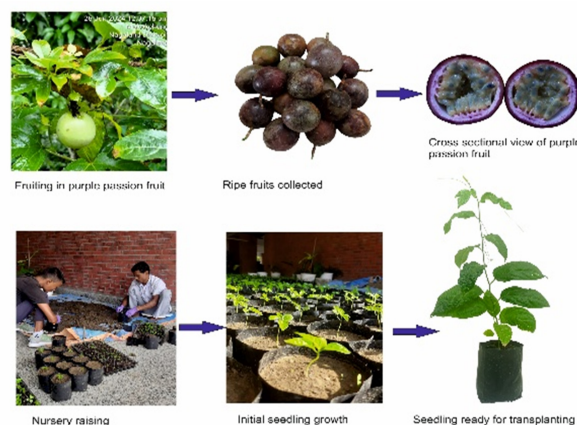 Fruiting in purple passion fruit
Ripe fruits collected
Cross sectional view of purple
passion fruit
Nursery raising
Initial seedling growth
Seedling ready for transplanting